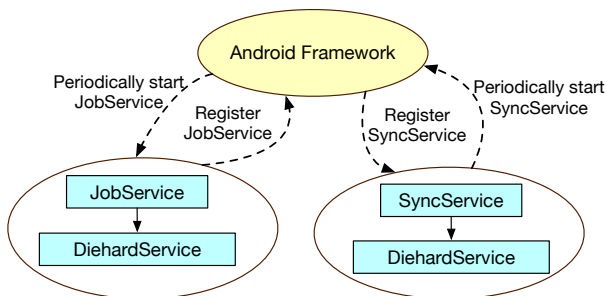 Android Framework
Periodically start
JobService
Register
JobService
Register
SyncService
Periodically start
SyncService
JobService
DiehardService
SyncService
DiehardService